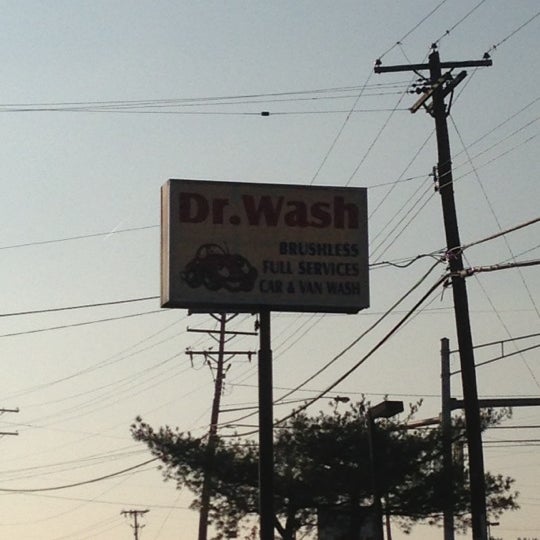 Dr.Wash
BRUSHLESS
FULL SERVICES
CAR & VAN WASH